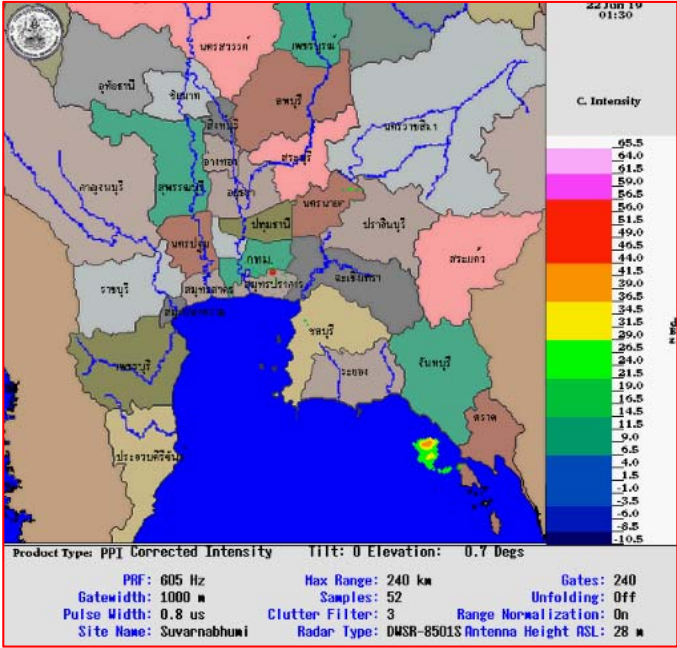 22 Jun 19
01:30
C. Intensity
นครสวรรค์
เพชรบูรณ์
อุทัยธานี
ชัยนาท
ลพบุรี
สิงห์บุรี
นครราชสีมา
อ่างทอง
สระบุรี
กาญจนบุรี
สุพรรณบุรี
อยุธยา
นครนายก
ปทุมธานี
ปราจีนบุรี
นครปฐม
กทม.
สระแก้ว
ราชบุรี
สมุทรสาคร
สมุทรปราการ
ฉะเชิงเทรา
ชลบุรี
เพชรบุรี
ระยอง
จันทบุรี
ตราด
ประจวบคีรีขันธ์
65.5
64.0
61.5
59.0
56.5
56.0
51.5
49.0
46.5
44.0
41.5
39.0
36.5
34.5
31.5
29.0
26.5
24.0
21.5
19.0
16.5
14.5
11.5
9.0
6.5
4.0
1.5
-1.0
-3.5
-6.0
-8.5
-10.5
Product Type: PPI Corrected Intensity Tilt: 0 Elevation: 0.7 Degs
PRF: 605 Hz Max Range: 240 km Gates: 240
Gatewidth: 1000 m Samples: 52 Unfolding: Off
Pulse Width: 0.8 us Clutter Filter: 3 Range Normalization: On
Site Name: Suvarnabhumi Radar Type: DWSR-8501S Antenna Height ASL: 28 m